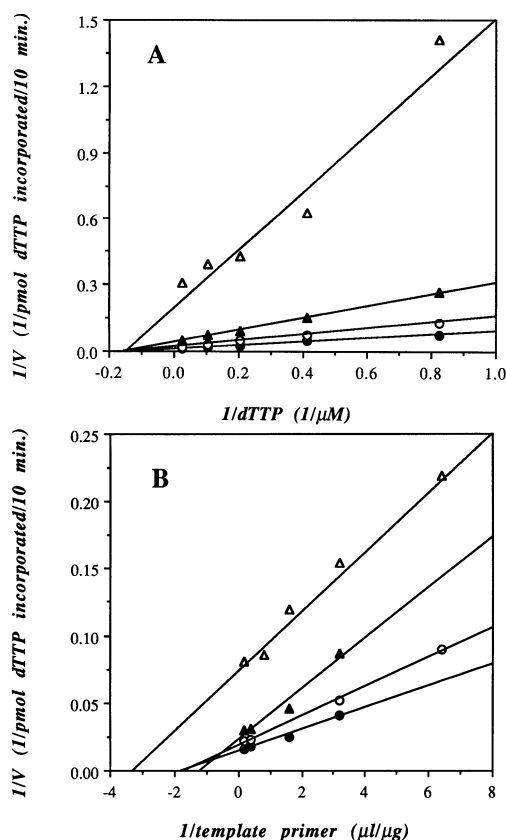 A
1/V (1/pmol dTTP incorporated/10 min.)
1.5
1.2
0.9
0.6
0.3
0.0
-0.2 0.0 0.2 0.4 0.6 0.8 1.0
1/dTTP (1/µM)
B
1/V (1/pmol dTTP incorporated/10 min.)
0.25
0.20
0.15
0.10
0.05
0.00
-4 -2 0 2 4 6 8
1/template primer (µl/µg)